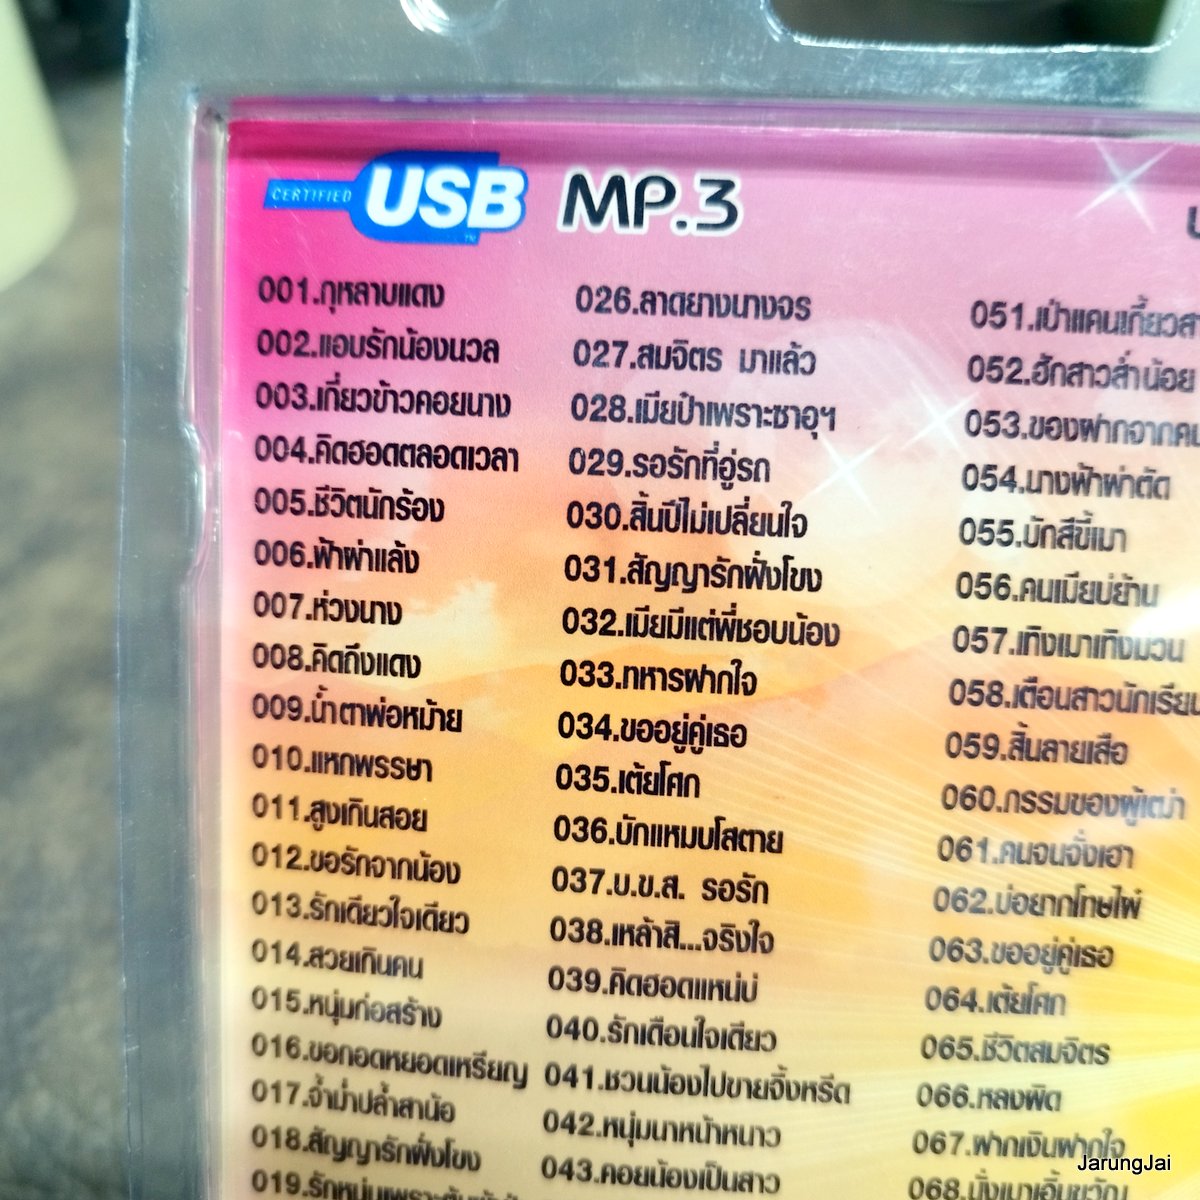 CERTIFIED USB MP.3
001.กุหลาบแดง
002.แอบรักน้องนวล
003.เกี่ยวข้าวคอยนาง
004.คิดฮอดตลอดเวลา
005.ชีวิตนักร้อง
006.ฟ้าผ่าแล้ง
007.ห่วงนาง
008.คิดถึงแดง
009.น้ำตาพ่อหม้าย
010.แหกพรรษา
011.สูงเกินสอย
012.ขอรักจากน้อง
013.รักเดียวใจเดียว
014.สวยเกินคน
015.หนุ่มก่อสร้าง
016.ขอกอดหยอดเหรียญ
017.จ้ำม่ำปล้ำสาน้อ
018.สัญญารักฝั่งโขง
026.ลาดยางนางจร
027.สมจิตร มาแล้ว
028.เมียป๋าเพราะซาอุฯ
029.รอรักที่อู่รถ
030.สิ้นปีไม่เปลี่ยนใจ
031.สัญญารักฝั่งโขง
032.เมียมีแต่พี่ชอบน้อง
033.ทหารฝากใจ
034.ขออยู่คู่เธอ
035.เต้ยโศก
036.บักแหมบโสตาย
037.บ.ข.ส. รอรัก
038.เหล้าสิ...จริงใจ
039.คิดฮอดแหน่บ่
040.รักเดือนใจเดียว
041.ชวนน้องไปขายจิ้งหรีด
042.หนุ่มนาหน้าหนาว
043.คอยน้องเป็นสาว
051.เป่าแคนเกี้ยวสา
052.ฮักสาวส่ำน้อย
053.ของฝากจากคน
054.นางฟ้าผ่าตัด
055.บักสีขี้เมา
056.คนเมียบ่ย้าน
057.เทิงเมาเทิงม่วน
058.เตือนสาวนักเรียน
059.สิ้นลายเสือ
060.กรรมของผู้เฒ่า
061.คนจนจั่งเฮา
062.บ่อยากโทษไผ่
063.ขออยู่คู่เธอ
064.เต้ยโศก
065.ชีวิตสมจิตร
066.หลงผิด
067.ฝากเงินฝากใจ
JarungJai